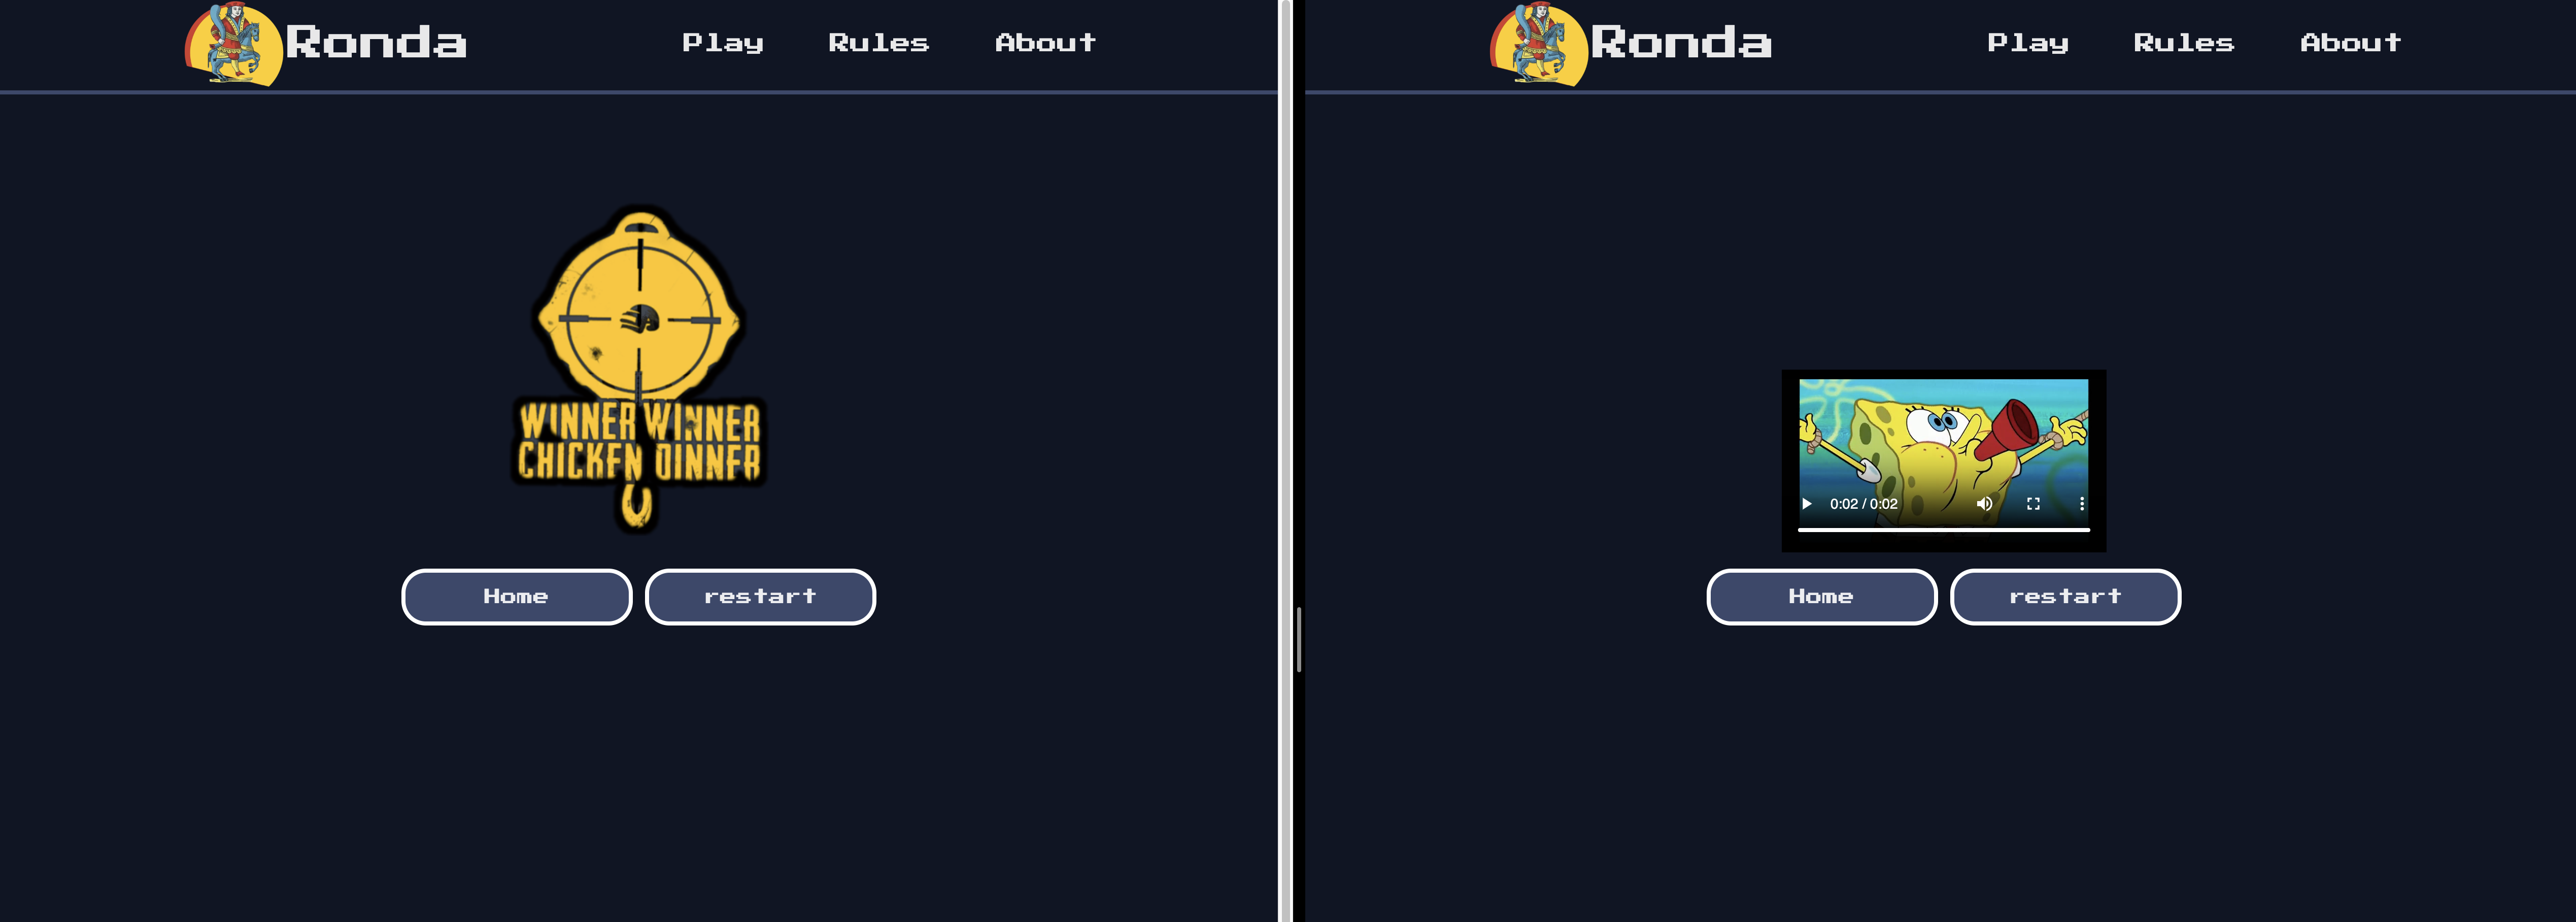 Ronda Play Rules About
WINNER WINNER
CHICKEN DINNER
Home restart
Ronda Play Rules About
0:02 / 0:02
Home restart